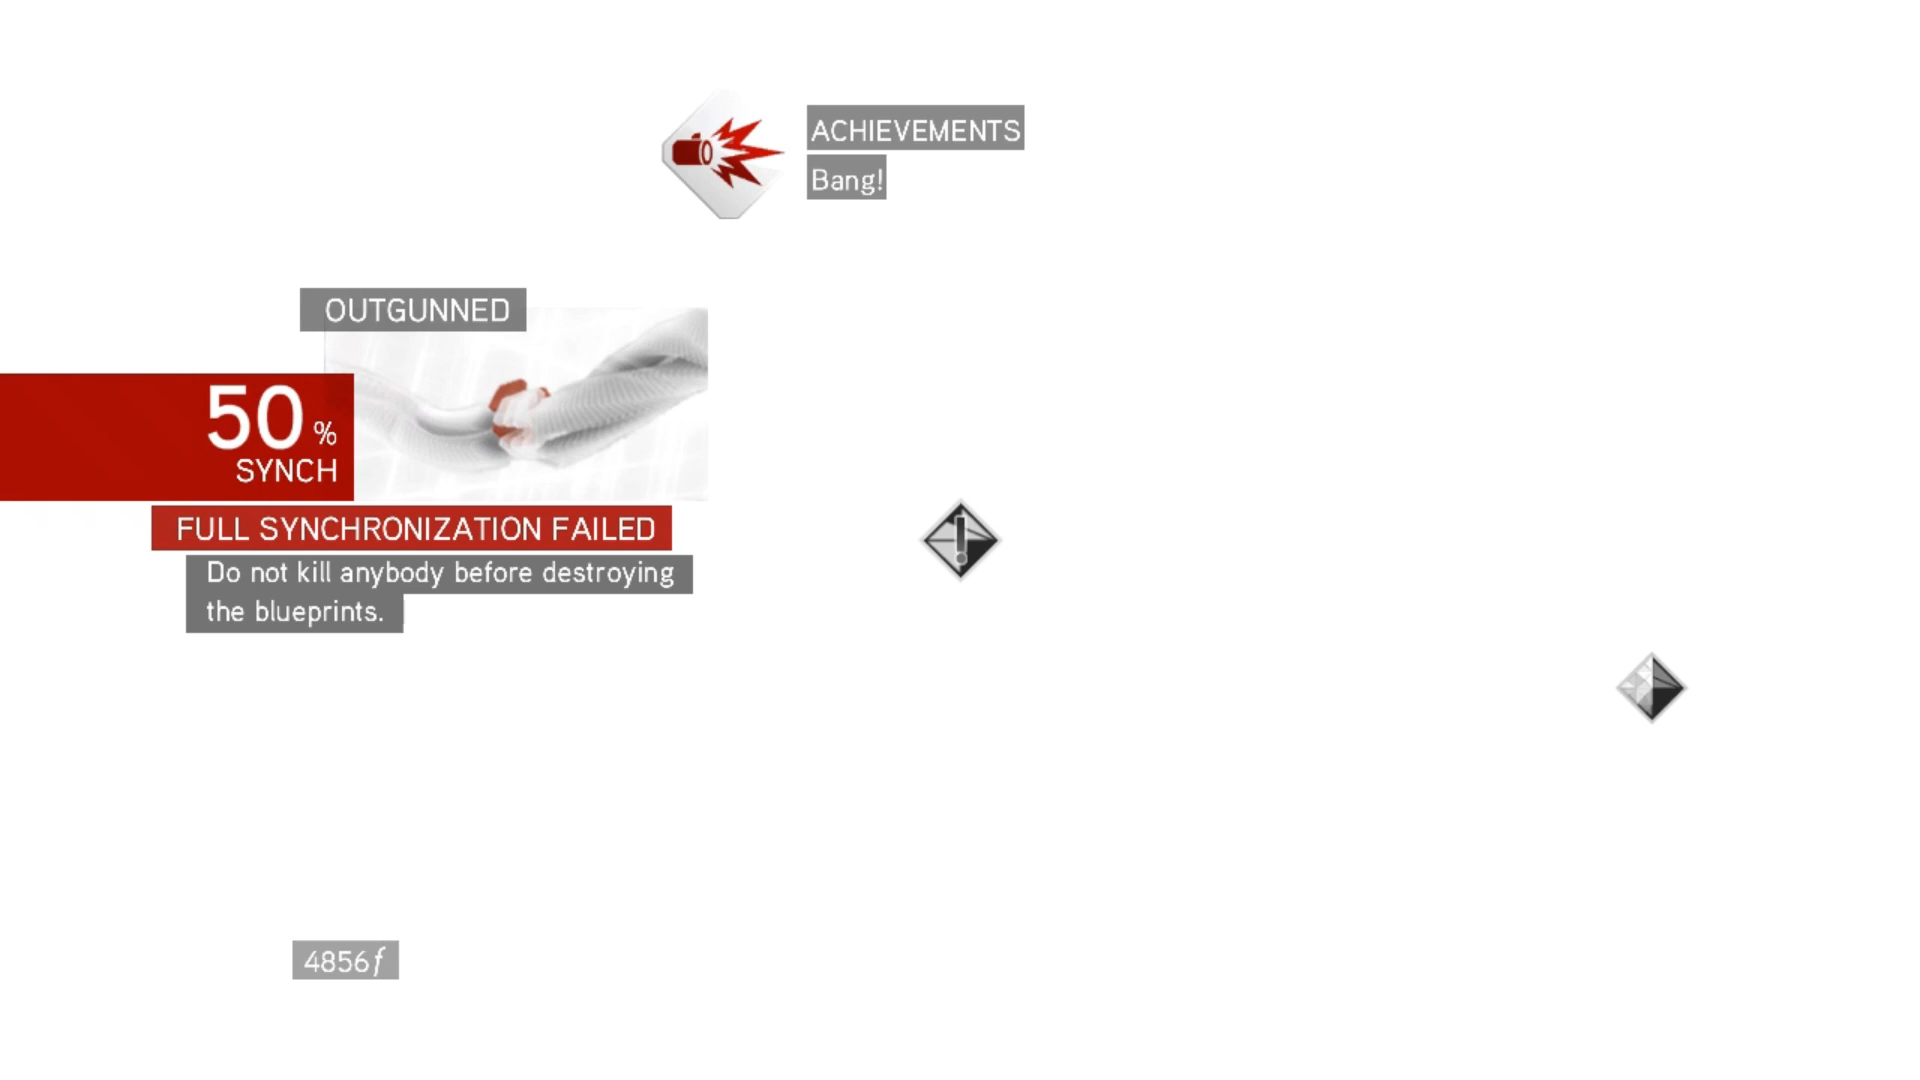 ACHIEVEMENTS
Bang!
OUTGUNNED
50 %
SYNCH
FULL SYNCHRONIZATION FAILED
Do not kill anybody before destroying
the blueprints.
4856ƒ